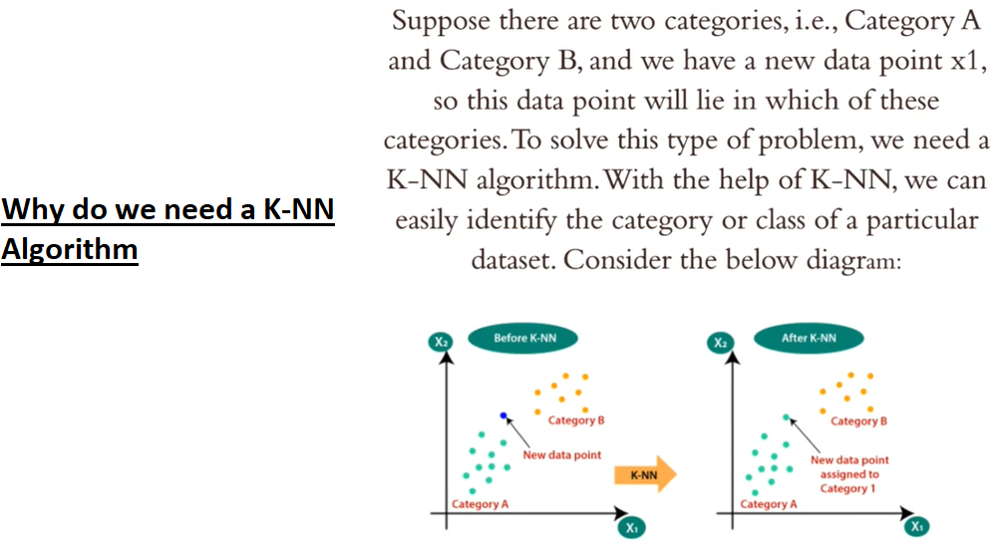 Why do we need a K-NN
Algorithm
Suppose there are two categories, i.e., Category A
and Category B, and we have a new data point x1,
so this data point will lie in which of these
categories. To solve this type of problem, we need a
K-NN algorithm. With the help of K-NN, we can
easily identify the category or class of a particular
dataset. Consider the below diagram:
X₂
Before K-NN
Category B
New data point
Category A
X₁
K-NN
X₂
After K-NN
Category B
New data point
assigned to
Category 1
Category A
X₁